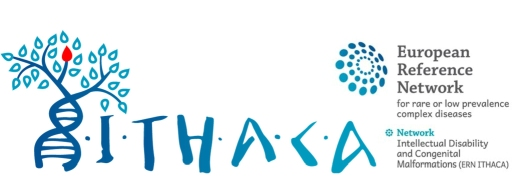 I·T·H·A·C·A
European
Reference
Network
for rare or low prevalence
complex diseases
Network
Intellectual Disability
and Congenital
Malformations (ERN ITHACA)